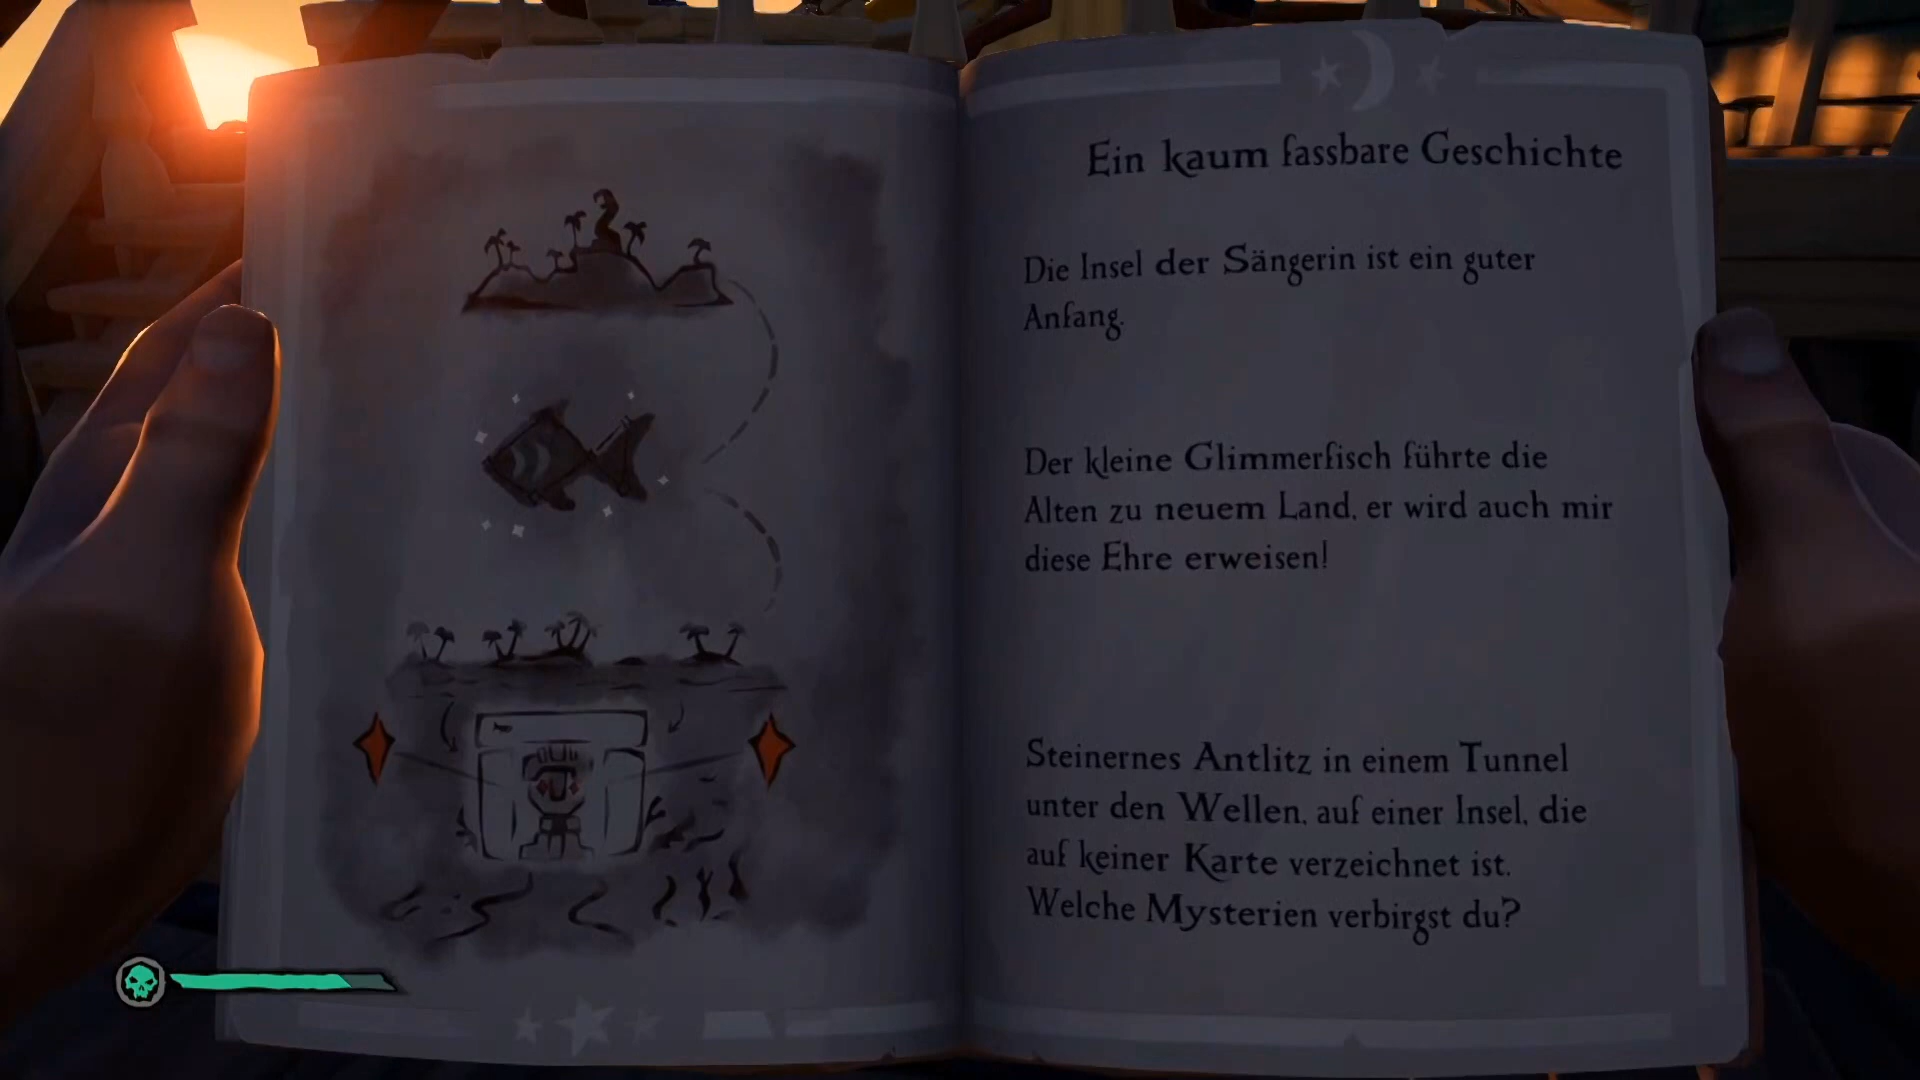 Ein kaum fassbare Geschichte
Die Insel der Sängerin ist ein guter
Anfang.
Der kleine Glimmerfisch führte die
Alten zu neuem Land, er wird auch mir
diese Ehre erweisen!
Steinernes Antlitz in einem Tunnel
unter den Wellen, auf einer Insel, die
auf keiner Karte verzeichnet ist.
Welche Mysterien verbirgst du?